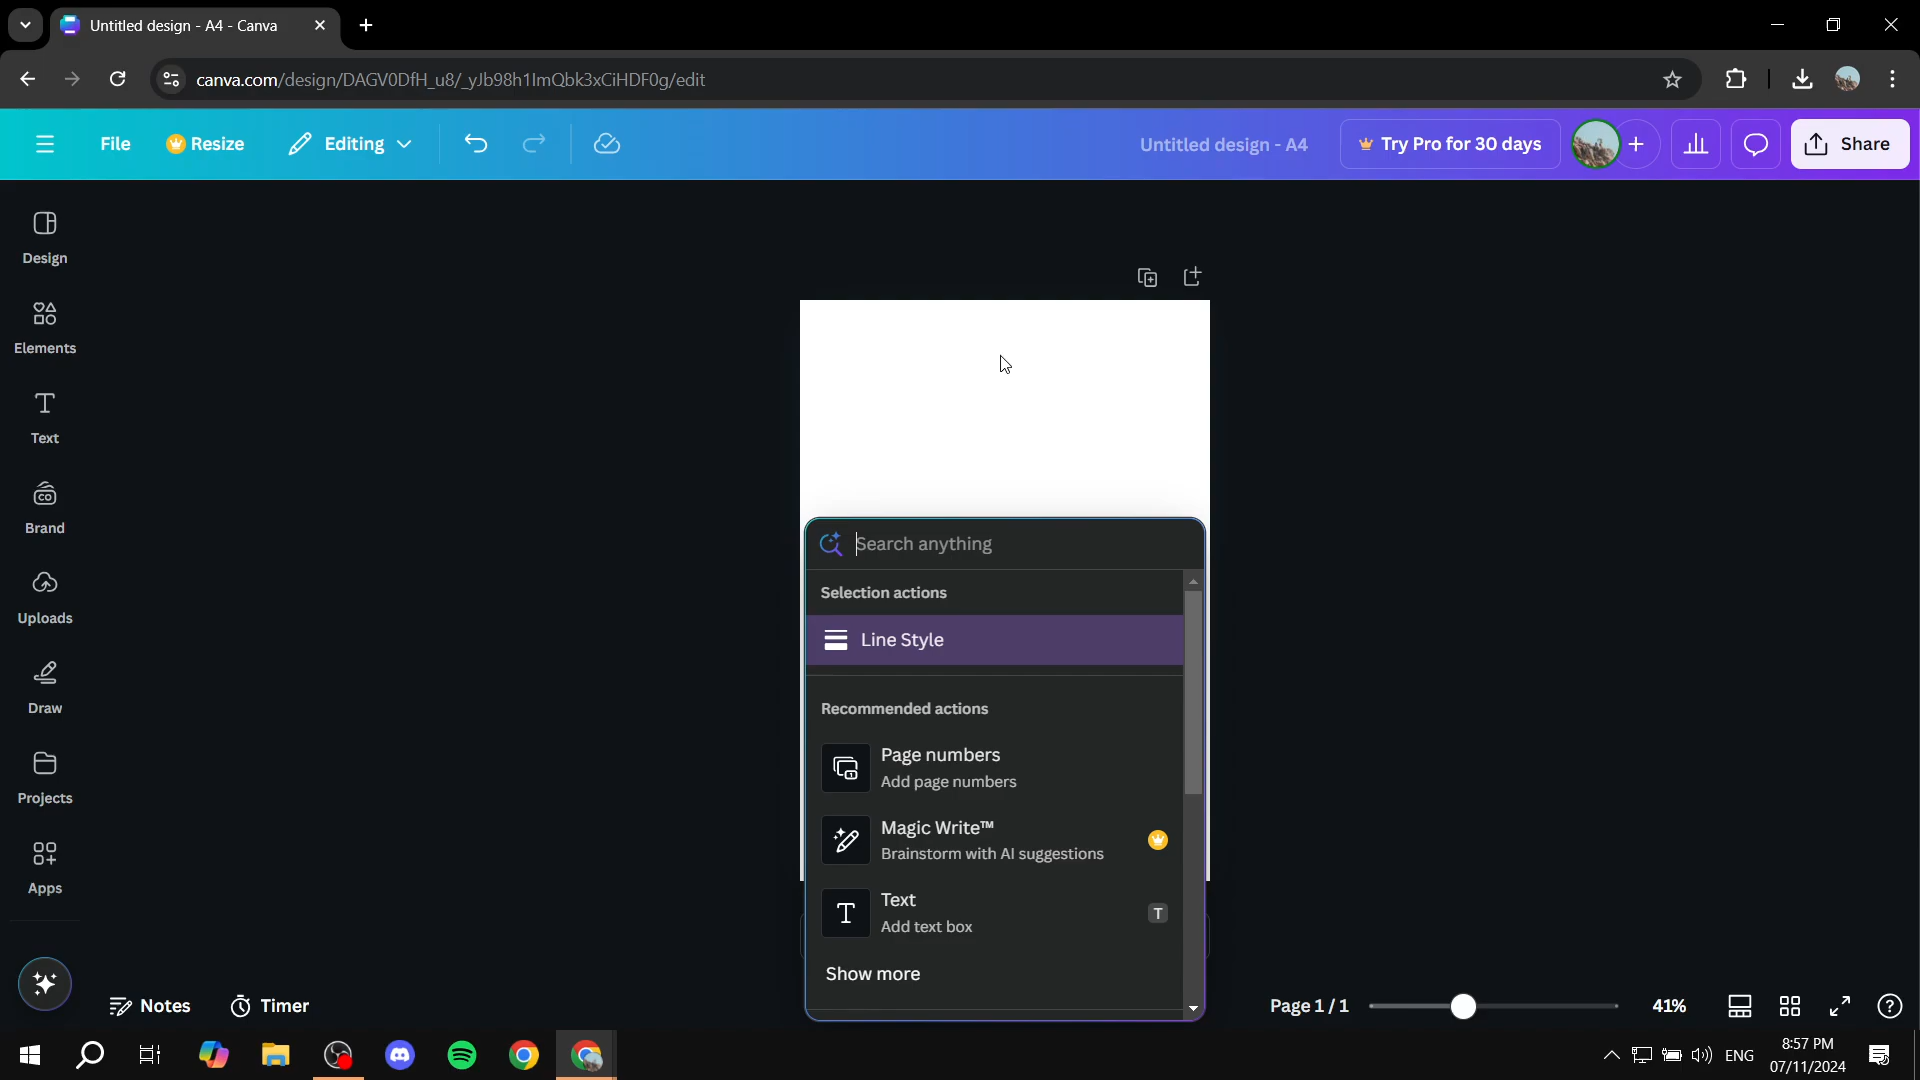 Untitled design - A4 - Canva
canva.com/design/DAGV0DfH_u8/_yJb98h1ImQbk3xCiHDF0g/edit
File
Resize
Editing
Untitled design - A4
Try Pro for 30 days
Share
Design
Elements
Text
CO
Brand
Uploads
Draw
Projects
Apps
Search anything
Selection actions
Line Style
Recommended actions
Page numbers
Add page numbers
Magic Write™
Brainstorm with AI suggestions
Text
Add text box
T
Show more
Notes
Timer
Page 1 / 1
41%
ENG
8:57 PM
07/11/2024